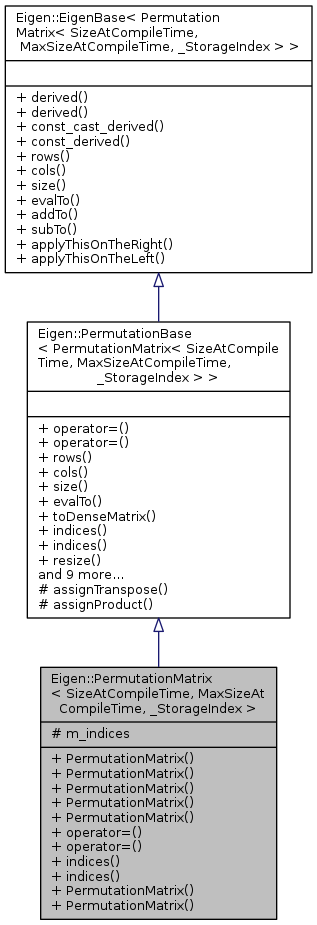 Eigen::EigenBase< Permutation
Matrix< SizeAtCompileTime,
MaxSizeAtCompileTime, _StorageIndex > >
+ derived()
+ derived()
+ const_cast_derived()
+ const_derived()
+ rows()
+ cols()
+ size()
+ evalTo()
+ addTo()
+ subTo()
+ applyThisOnTheRight()
+ applyThisOnTheLeft()
Eigen::PermutationBase
< PermutationMatrix< SizeAtCompile
Time, MaxSizeAtCompileTime,
_StorageIndex > >
+ operator=()
+ operator=()
+ rows()
+ cols()
+ size()
+ evalTo()
+ toDenseMatrix()
+ indices()
+ indices()
+ resize()
and 9 more...
# assignTranspose()
# assignProduct()
Eigen::PermutationMatrix
< SizeAtCompileTime, MaxSizeAt
CompileTime, _StorageIndex >
# m_indices
+ PermutationMatrix()
+ PermutationMatrix()
+ PermutationMatrix()
+ PermutationMatrix()
+ PermutationMatrix()
+ operator=()
+ operator=()
+ indices()
+ indices()
+ PermutationMatrix()
+ PermutationMatrix()